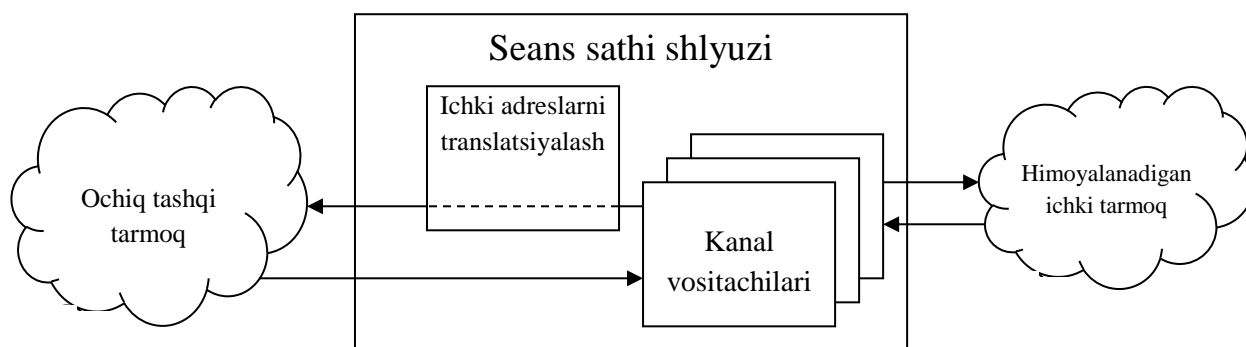 Seans sathi shlyuzi
Ichki adreslarni
translatsiyalash
Ochiq tashqi
tarmoq
Kanal
vositachilari
Himoyalanadigan
ichki tarmoq